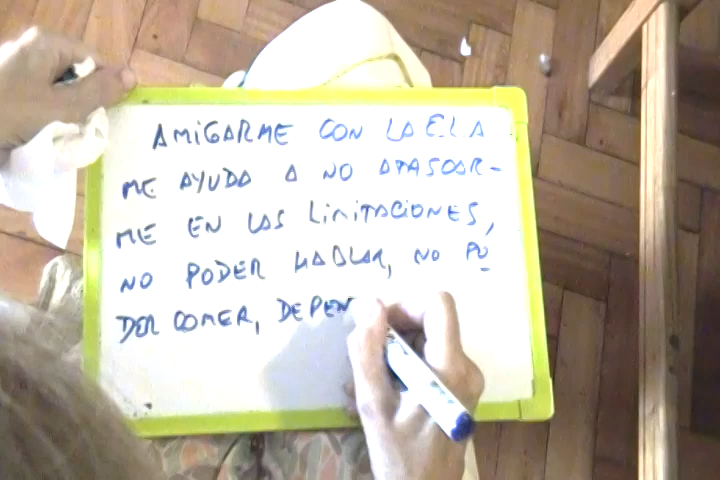 AMIGARME CON LA ELA
ME AYUDA A NO ATASCAR-
ME EN LAS LIMITACIONES,
NO PODER HABLAR, NO PO
DER COMER, DEPEN